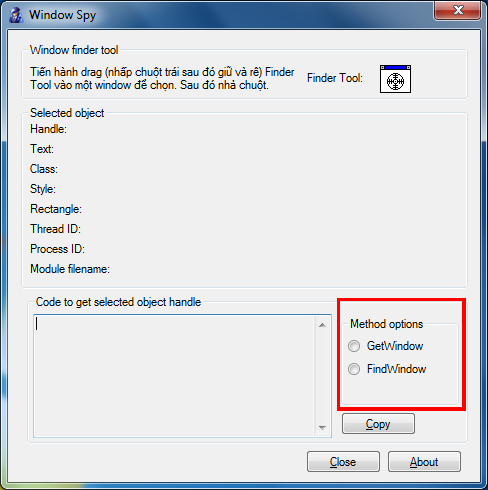 Window Spy
Window finder tool
Tiến hành drag (nhấp chuột trái sau đó giữ và rê) Finder
Tool vào một window để chọn. Sau đó nhả chuột.
Finder Tool:
Selected object
Handle:
Text:
Class:
Style:
Rectangle:
Thread ID:
Process ID:
Module filename:
Code to get selected object handle
Method options
GetWindow
FindWindow
Copy
Close
About